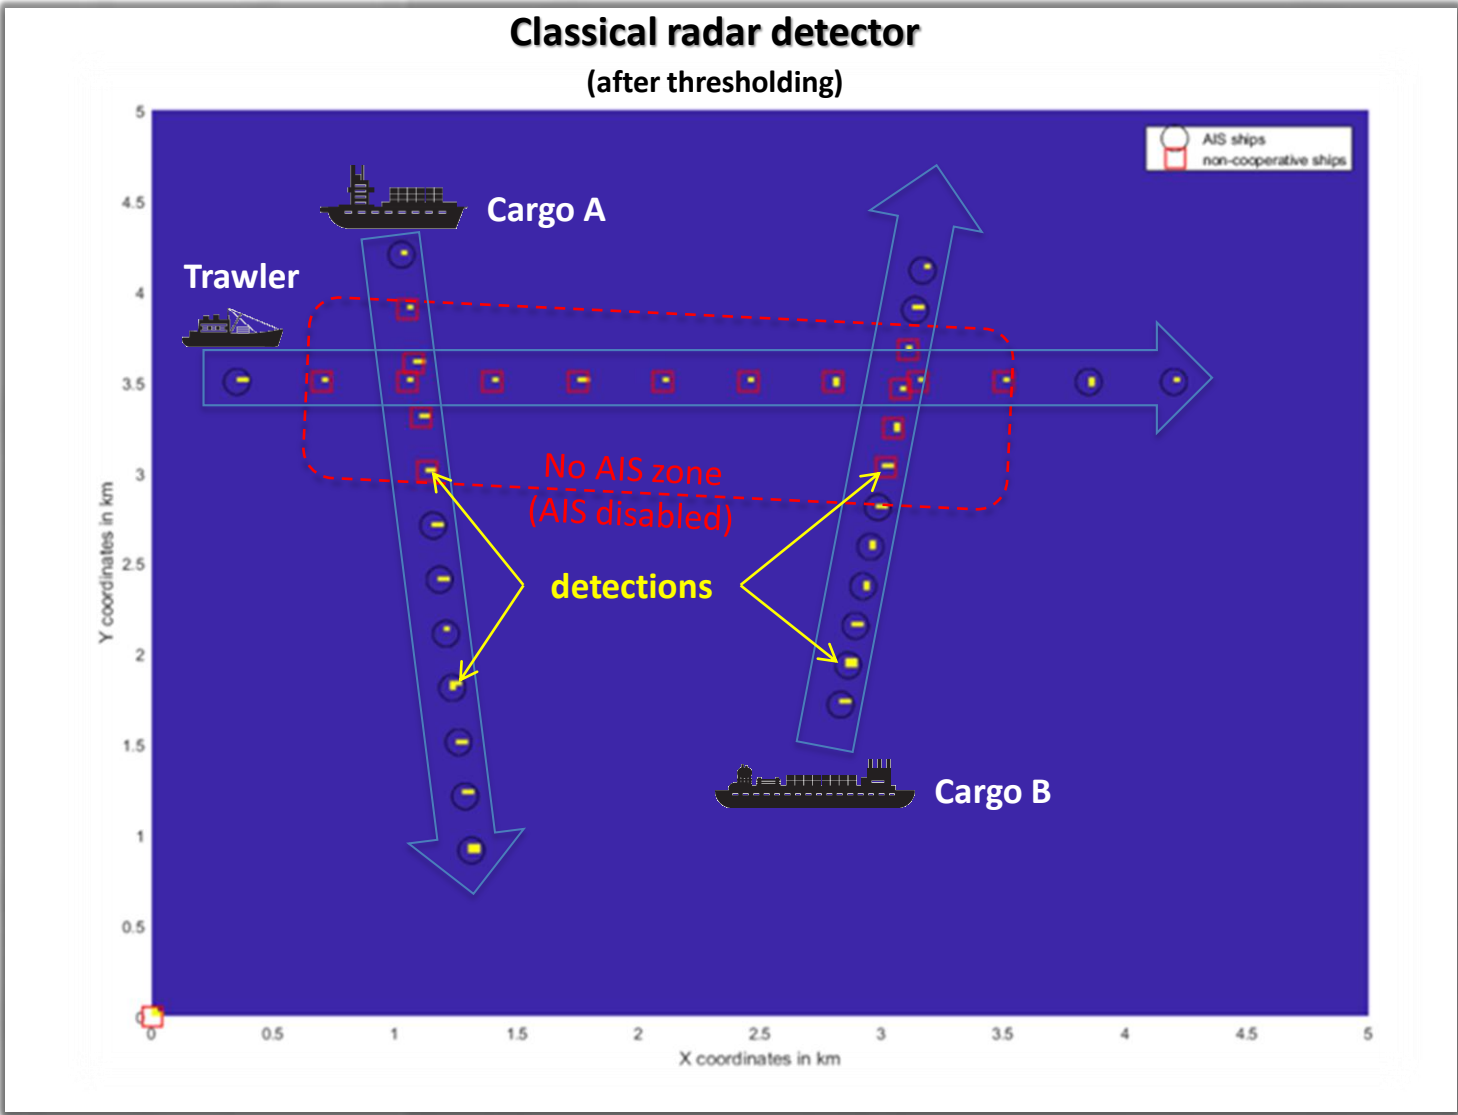 Classical radar detector
(after thresholding)
AIS ships
non-cooperative ships
Cargo A
Trawler
No AIS zone
(AIS disabled)
detections
Cargo B
Y coordinates in km
5
4.5
4
3.5
3
2.5
2
1.5
1
0.5
0
0
0.5
1
1.5
2
2.5
3
3.5
4
4.5
5
X coordinates in km